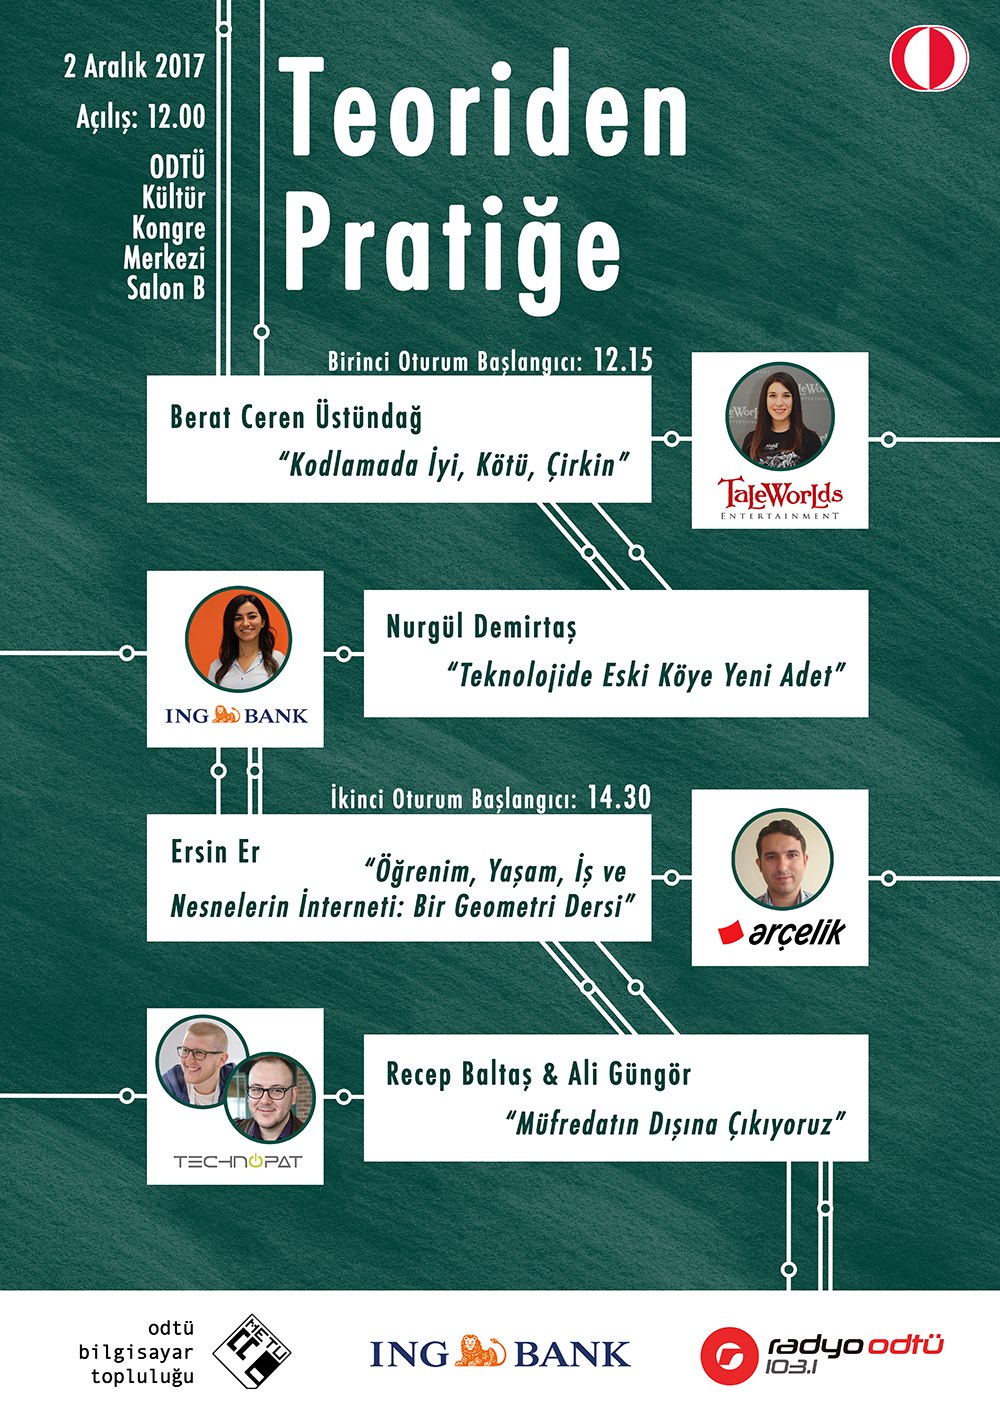 2 Aralık 2017
Açılış: 12.00
ODTÜ
Kültür
Kongre
Merkezi
Salon B
Teoriden
Pratiğe
Birinci Oturum Başlangıcı: 12.15
Berat Ceren Üstündağ
“Kodlamada İyi, Kötü, Çirkin”
TaleWorlds
ENTERTAINMENT
ING BANK
Nurgül Demirtaş
“Teknolojide Eski Köye Yeni Adet”
İkinci Oturum Başlangıcı: 14.30
Ersin Er
“Öğrenim, Yaşam, İş ve
Nesnelerin İnterneti: Bir Geometri Dersi”
arçelik
TECHNOPAT
Recep Baltaş & Ali Güngör
“Müfredatın Dışına Çıkıyoruz”
odtü
bilgisayar
topluluğu
METU
ING BANK
radyo odtü
103.1